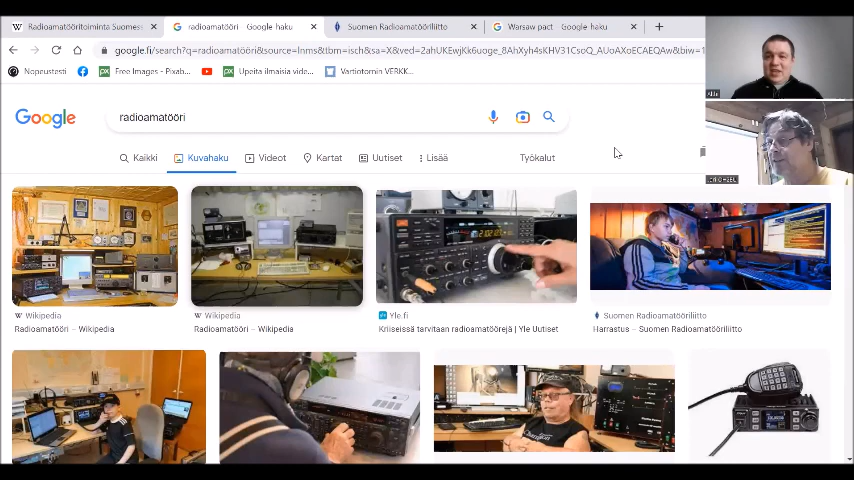 Radioamatööritoiminta Suomess
radioamatööri - Google haku
Suomen Radioamatööriliitto
Warsaw pact - Google haku
google.fi/search?q=radioamatööri&source=lnms&tbm=isch&sa=X&ved=2ahUKEwjKk6uoge_8AhXyh4sKHV31CsoQ_AUoAXoECAEQAw&biw=1
Nopeustesti
Free Images - Pixab...
Upeita ilmaisia videa...
Vartiotornin VERKK...
Akhi
Google
radioamatööri
Kaikki
Kuvahaku
Videot
Kartat
Uutiset
Lisää
Työkalut
Wikipedia
Radioamatööri – Wikipedia
Wikipedia
Radioamatööri – Wikipedia
Yle.fi
Kriiseissä tarvitaan radioamatöörejä | Yle Uutiset
Suomen Radioamatööriliitto
Harrastus – Suomen Radioamatööriliitto